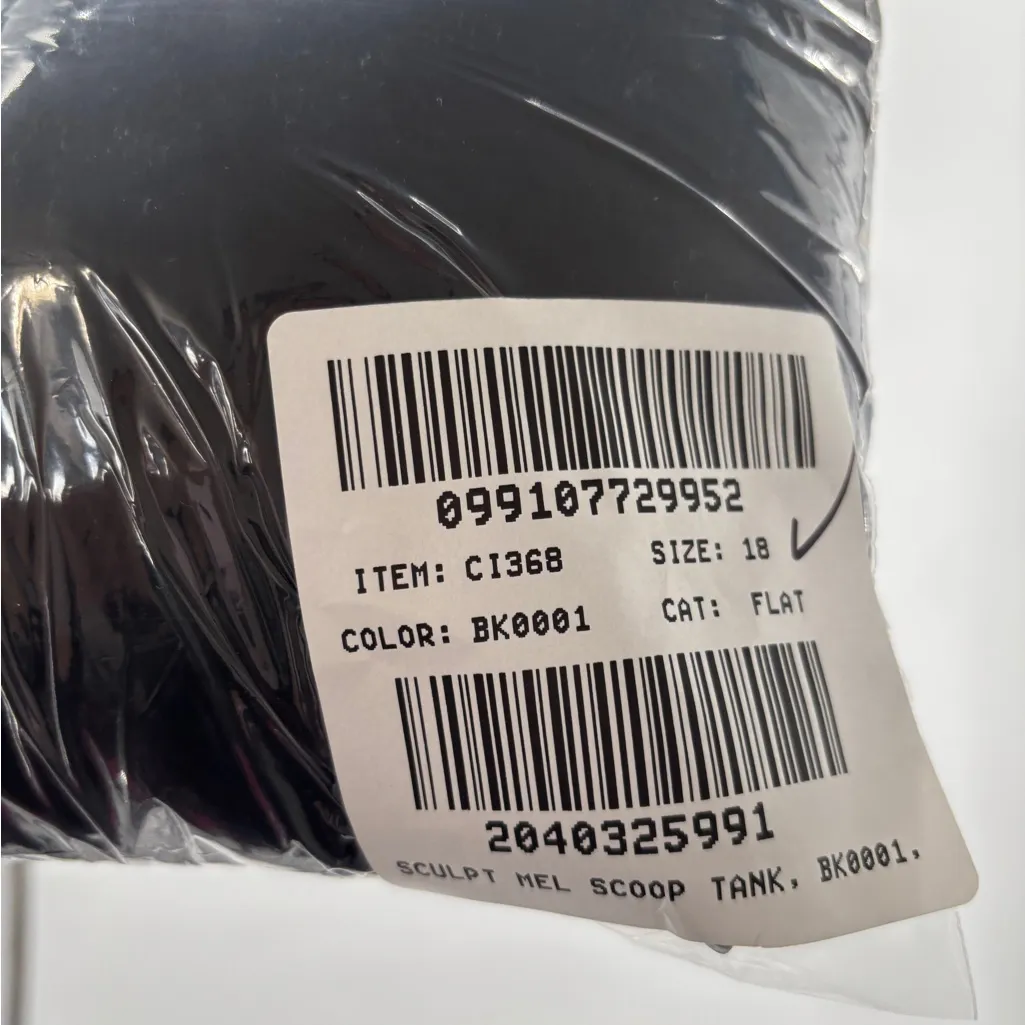 099107729952
ITEM: CI368 SIZE: 18
COLOR: BK0001 CAT: FLAT
2040325991
SCULPT MEL SCOOP TANK, BK0001,